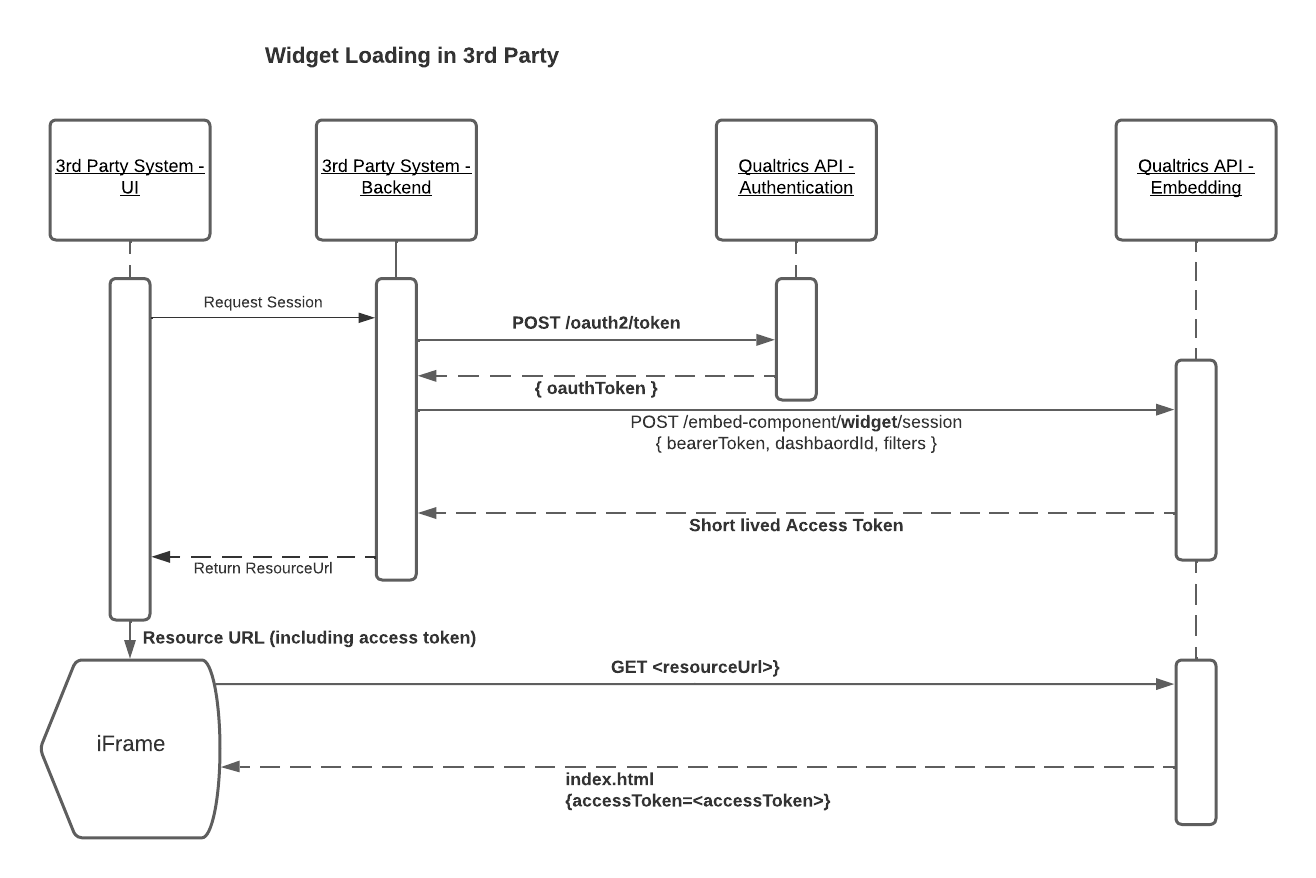 Widget Loading in 3rd Party
3rd Party System -
UI
3rd Party System -
Backend
Qualtrics API -
Authentication
Qualtrics API -
Embedding
Request Session
POST /oauth2/token
{ oauthToken }
POST /embed-component/widget/session
{ bearerToken, dashbaordId, filters }
Short lived Access Token
Return ResourceUrl
Resource URL (including access token)
GET <resourceUrl>}
iFrame
index.html
{accessToken=<accessToken>}